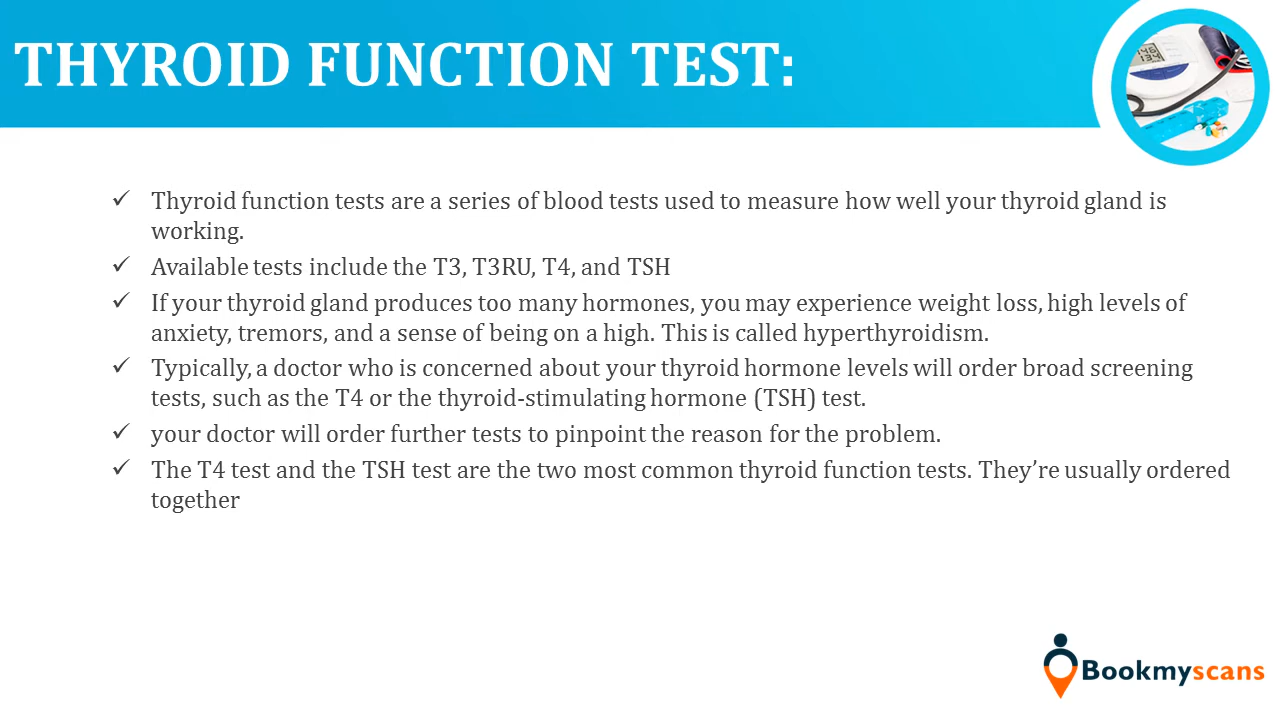 THYROID FUNCTION TEST:
✓ Thyroid function tests are a series of blood tests used to measure how well your thyroid gland is
working.
✓ Available tests include the T3, T3RU, T4, and TSH
✓ If your thyroid gland produces too many hormones, you may experience weight loss, high levels of
anxiety, tremors, and a sense of being on a high. This is called hyperthyroidism.
✓ Typically, a doctor who is concerned about your thyroid hormone levels will order broad screening
tests, such as the T4 or the thyroid-stimulating hormone (TSH) test.
✓ your doctor will order further tests to pinpoint the reason for the problem.
✓ The T4 test and the TSH test are the two most common thyroid function tests. They’re usually ordered
together
Bookmyscans